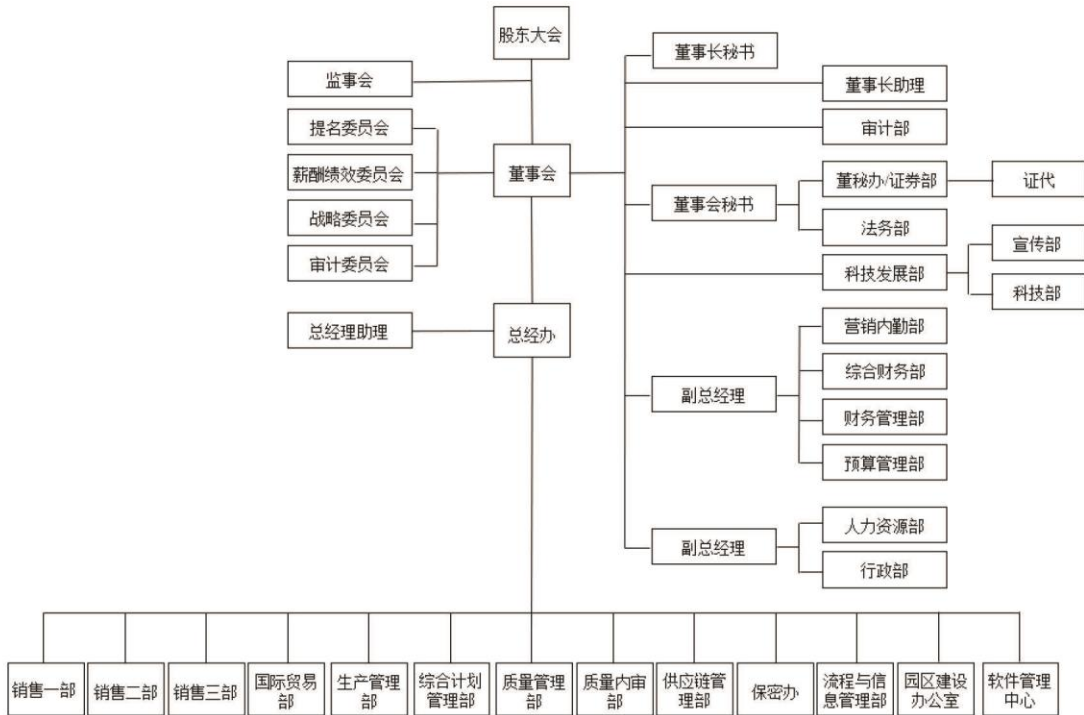 股东大会
监事会
提名委员会
薪酬绩效委员会
战略委员会
审计委员会
董事会
总经理助理
总经办
董事长秘书
董事长助理
审计部
董事会秘书
董秘办/证券部
证代
法务部
科技发展部
宣传部
科技部
副总经理
营销内勤部
综合财务部
财务管理部
预算管理部
副总经理
人力资源部
行政部
销售一部
销售二部
销售三部
国际贸易
部
生产管理
部
综合计划
管理部
质量管理
部
质量内审
部
供应链管
理部
保密办
流程与信
息管理部
园区建设
办公室
软件管理
中心